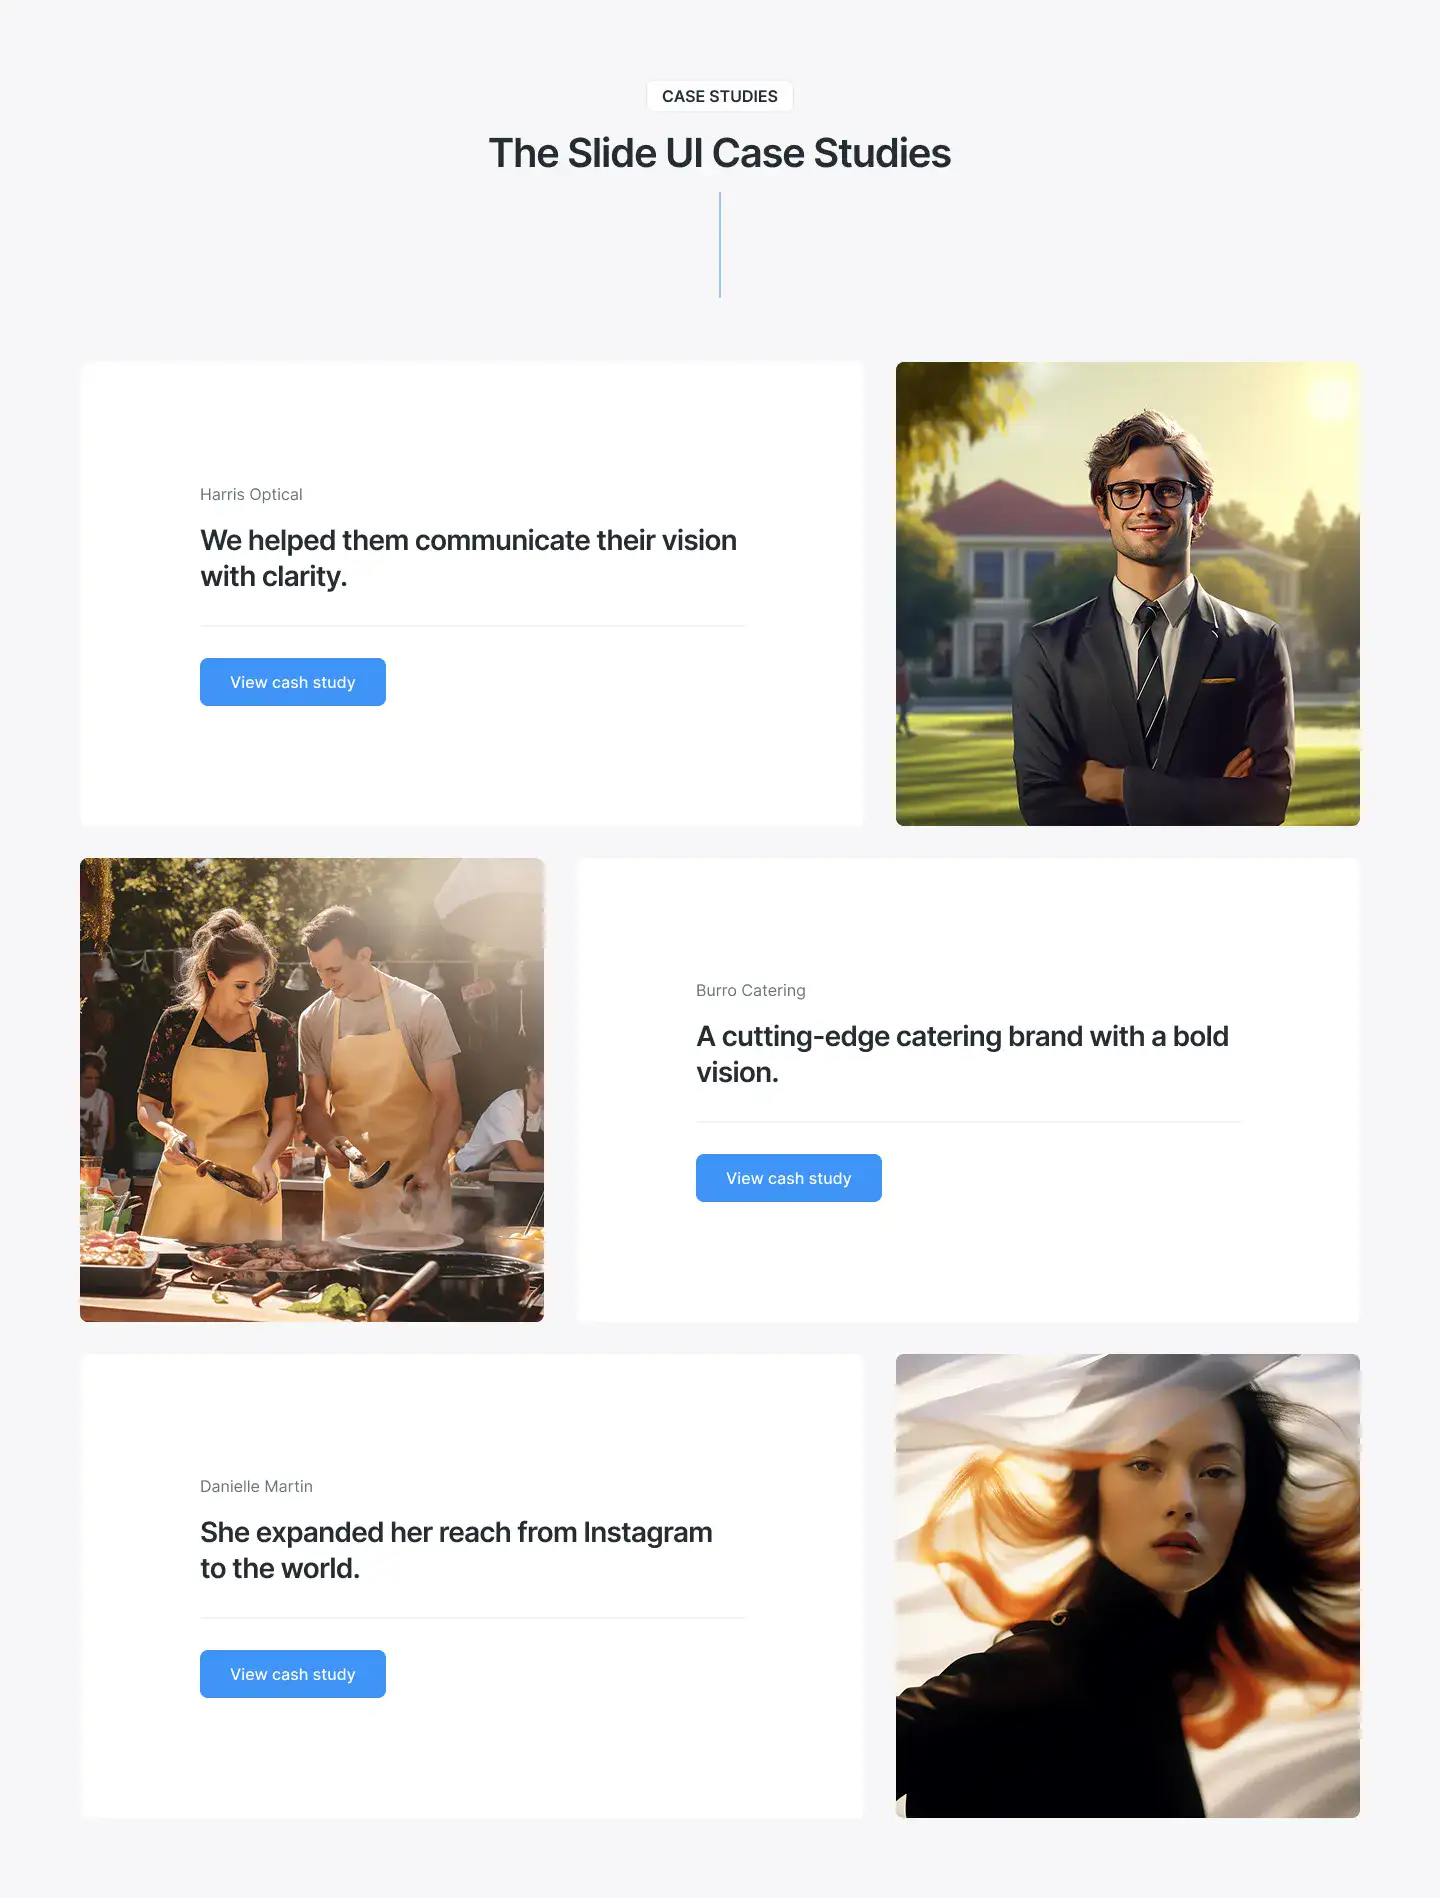 CASE STUDIES
The Slide UI Case Studies
Harris Optical
We helped them communicate their vision
with clarity.
View cash study
Burro Catering
A cutting-edge catering brand with a bold
vision.
View cash study
Danielle Martin
She expanded her reach from Instagram
to the world.
View cash study